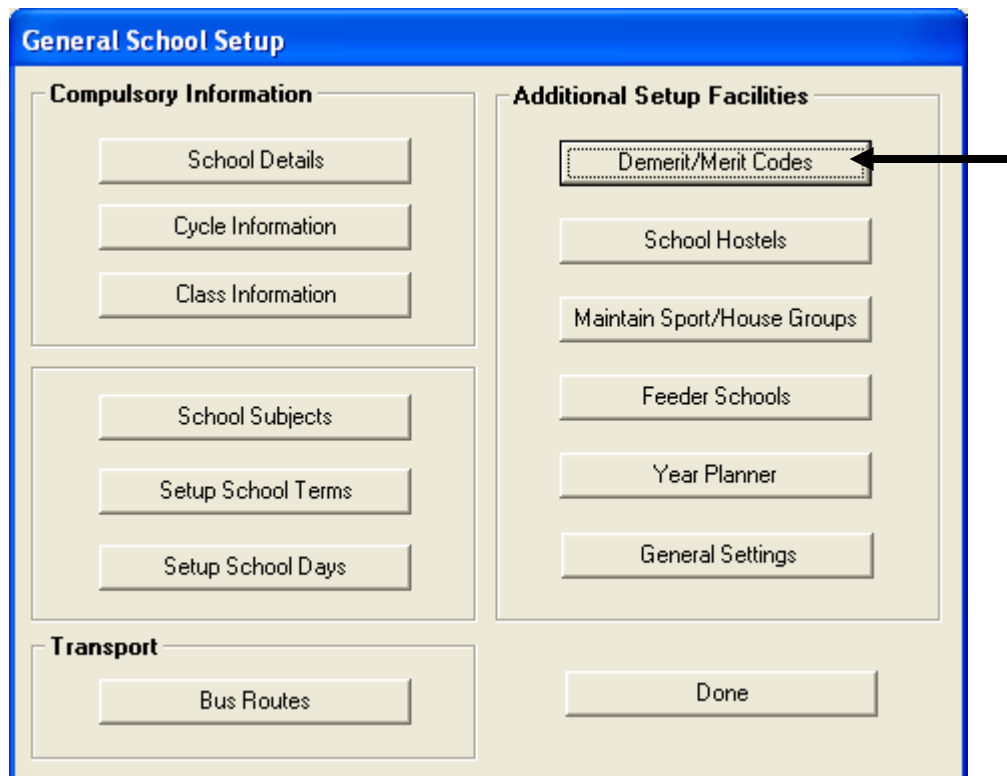 General School Setup
Compulsory Information
School Details
Cycle Information
Class Information
School Subjects
Setup School Terms
Setup School Days
Transport
Bus Routes
Additional Setup Facilities
Demerit/Merit Codes
School Hostels
Maintain Sport/House Groups
Feeder Schools
Year Planner
General Settings
Done